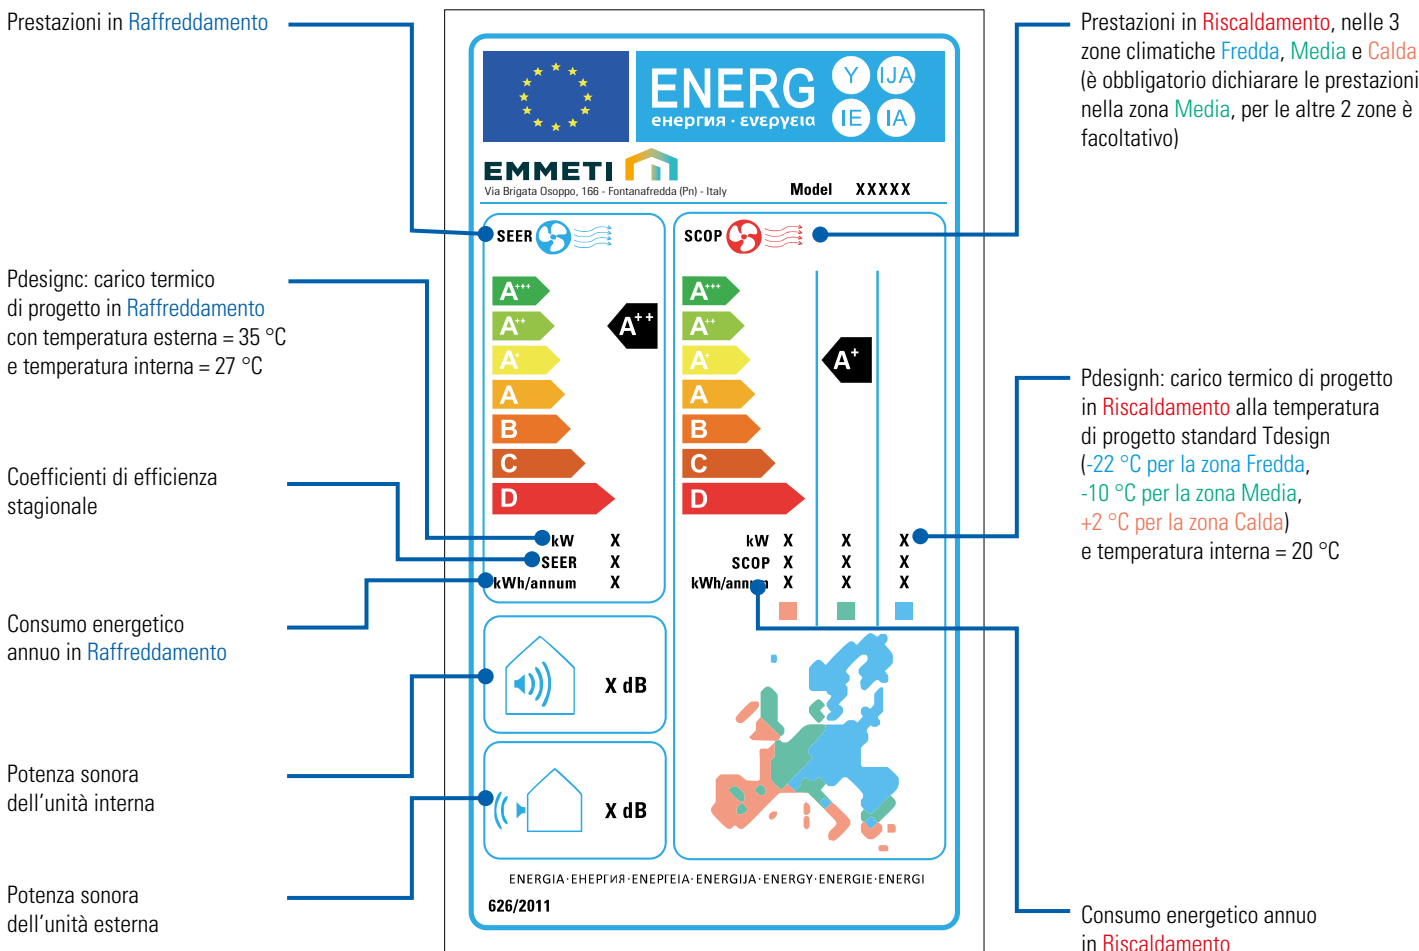 Prestazioni in Raffreddamento
Pdesignc: carico termico
di progetto in Raffreddamento
con temperatura esterna = 35 °C
e temperatura interna = 27 °C
Coefficienti di efficienza
stagionale
Consumo energetico
annuo in Raffreddamento
Potenza sonora
dell'unità interna
Potenza sonora
dell'unità esterna
ENERG
енергия · ενεργεια
Y IJA
IE IA
EMMETI
Via Brigata Osoppo, 166 - Fontanafredda (Pn) - Italy
Model XXXXX
SEER
A+++
A++
A+
A
B
C
D
A++
kW X
SEER X
kWh/annum X
X dB
X dB
SCOP
A+++
A++
A+
A
B
C
D
A+
kW X X X
SCOP X X X
kWh/annum X X X
ENERGIA·ЕНЕРГИЯ·ΕΝΕΡΓΕΙΑ·ENERGIJA·ENERGY·ENERGIE·ENERGI
626/2011
Prestazioni in Riscaldamento, nelle 3
zone climatiche Fredda, Media e Calda
(è obbligatorio dichiarare le prestazioni
nella zona Media, per le altre 2 zone è
facoltativo)
Pdesignh: carico termico di progetto
in Riscaldamento alla temperatura
di progetto standard Tdesign
(-22 °C per la zona Fredda,
-10 °C per la zona Media,
+2 °C per la zona Calda)
e temperatura interna = 20 °C
Consumo energetico annuo
in Riscaldamento